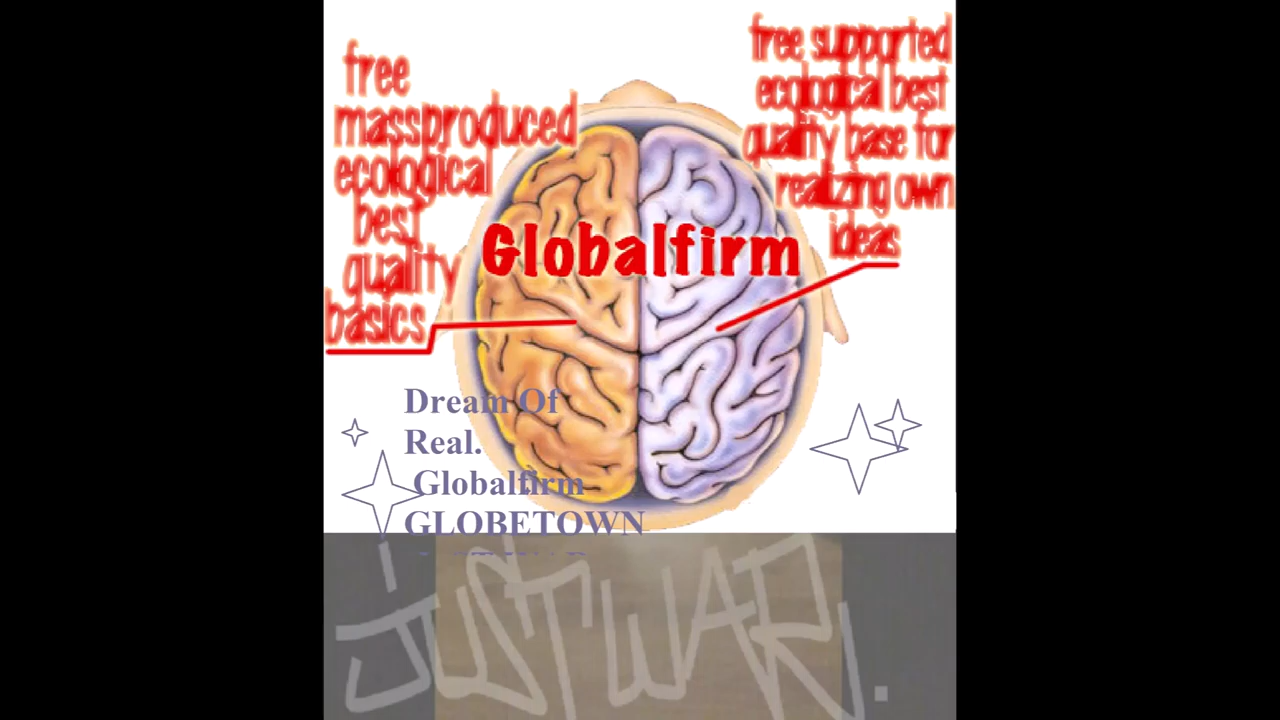 free
massproduced
ecological
best
quality
basics
free supported
ecological best
quality base for
realizing own
ideas
Globalfirm
Dream Of
Real.
Globalfirm
GLOBETOWN
JUST WAR.